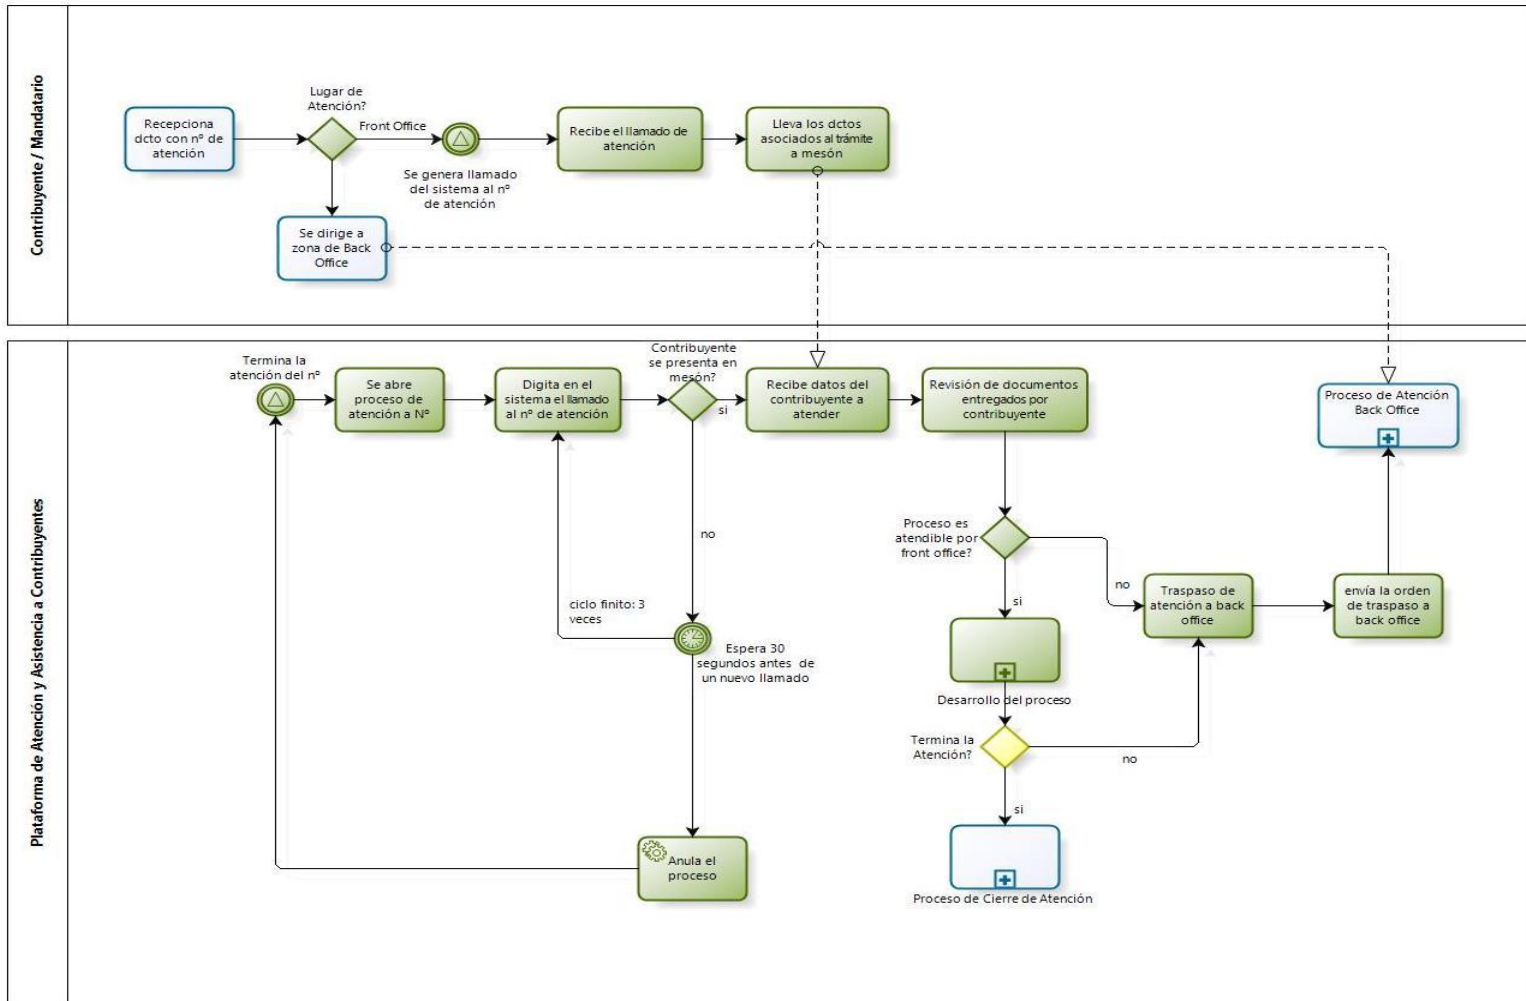 Contribuyente / Mandatario
Recepciona
dcto con nº de
atención
Lugar de
Atención?
Front Office
Se genera llamado
del sistema al nº
de atención
Recibe el llamado de
atención
Lleva los dctos
asociados al trámite
a mesón
Se dirige a
zona de Back
Office
Plataforma de Atención y Asistencia a Contribuyentes
Termina la
atención del nº
Se abre
proceso de
atención a Nº
Digita en el
sistema el llamado
al nº de atención
Contribuyente
se presenta en
mesón?
si
Recibe datos del
contribuyente a
atender
Revisión de documentos
entregados por
contribuyente
Proceso de Atención
Back Office
no
ciclo finito: 3
veces
Espera 30
segundos antes de
un nuevo llamado
Anula el
proceso
Proceso es
atendible por
front office?
no
si
Traspaso de
atención a back
office
envía la orden
de traspaso a
back office
Desarrollo del proceso
Termina la
Atención?
no
si
Proceso de Cierre de Atención